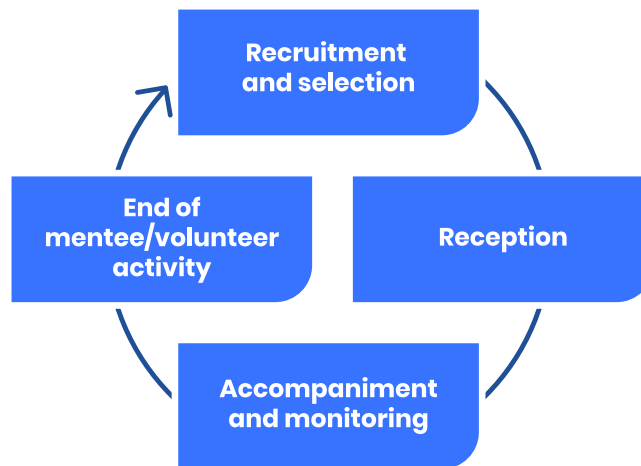 Recruitment
and selection
Reception
Accompaniment
and monitoring
End of
mentee/volunteer
activity